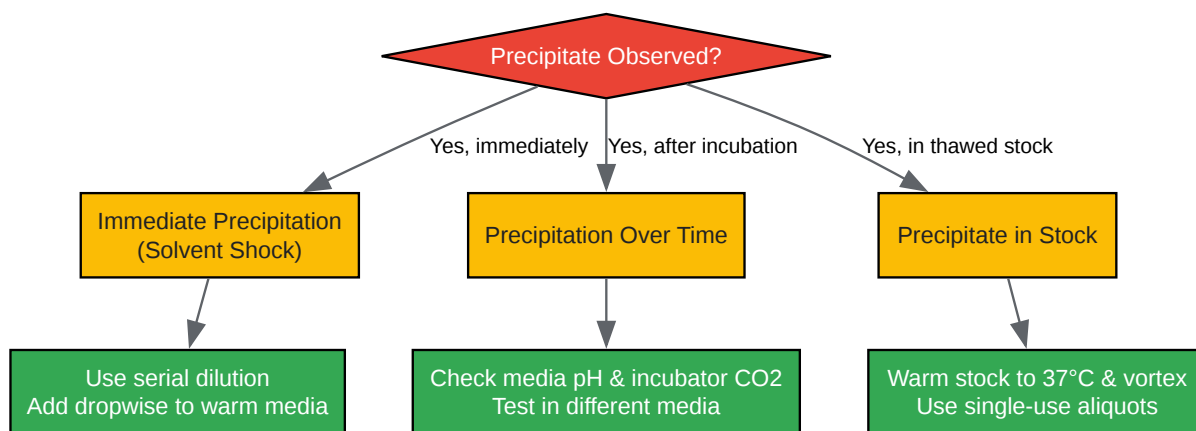 Precipitate Observed?
Yes, immediately
Yes, after incubation
Yes, in thawed stock
Immediate Precipitation
(Solvent Shock)
Precipitation Over Time
Precipitate in Stock
Use serial dilution
Add dropwise to warm media
Check media pH & incubator CO2
Test in different media
Warm stock to 37°C & vortex
Use single-use aliquots